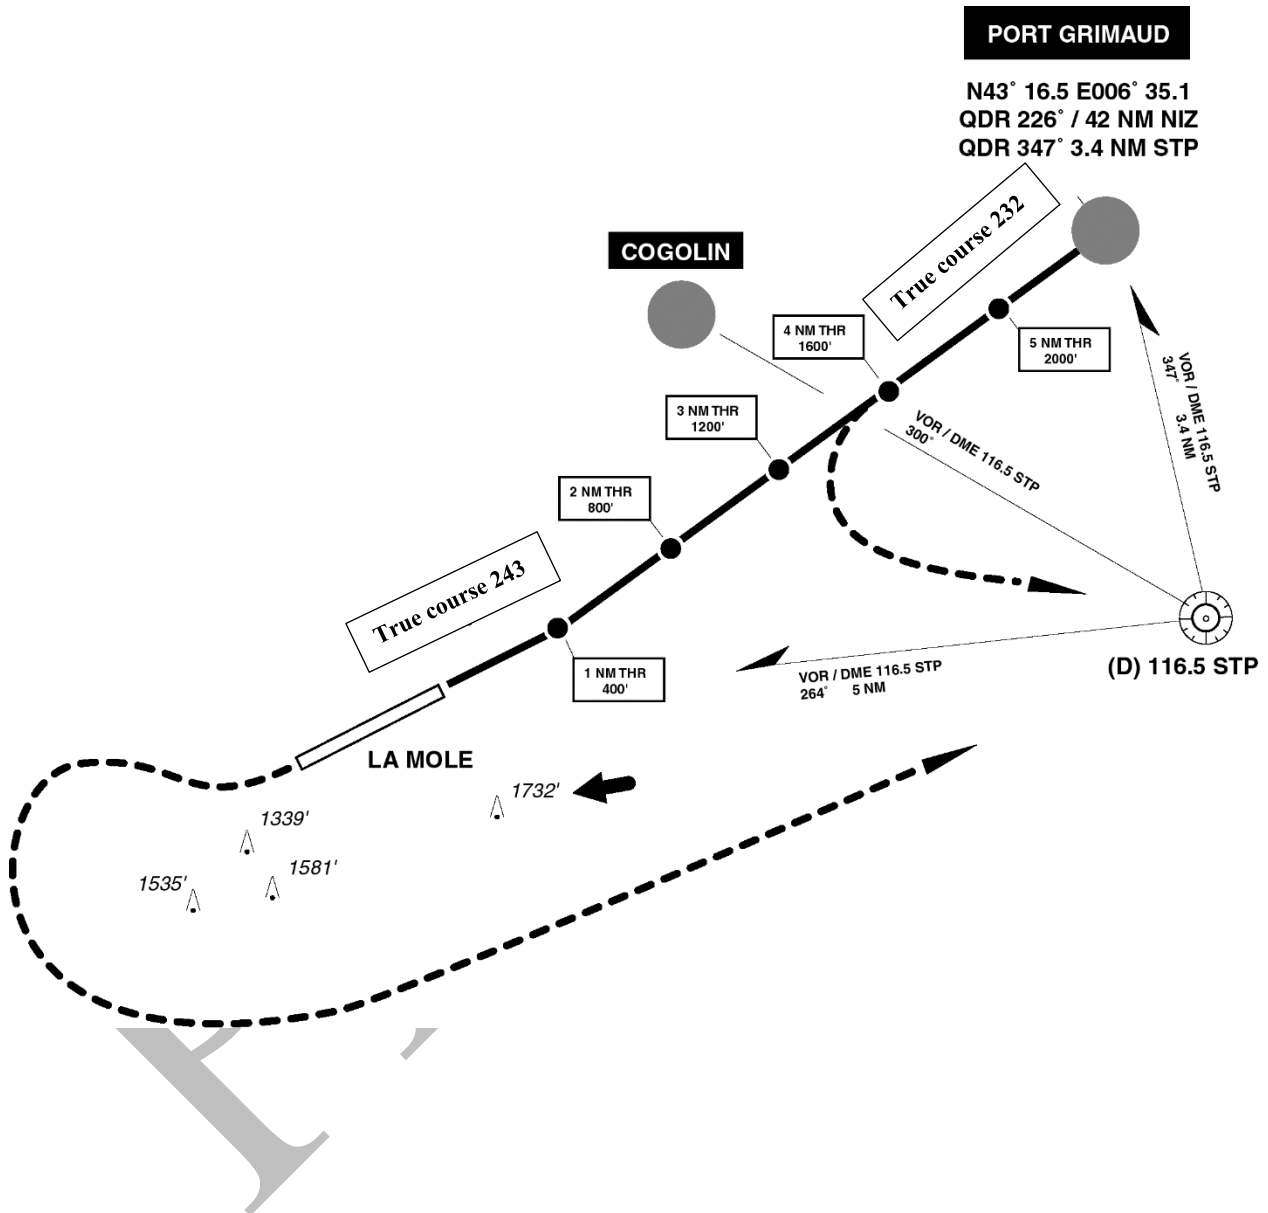 PORT GRIMAUD
N43° 16.5 E006° 35.1
QDR 226° / 42 NM NIZ
QDR 347° 3.4 NM STP
True course 232
COGOLIN
4 NM THR
1600'
5 NM THR
2000'
VOR / DME 116.5 STP
347° 3.4 NM
3 NM THR
1200'
VOR / DME 116.5 STP
300°
2 NM THR
800'
True course 243
1 NM THR
400'
VOR / DME 116.5 STP
264° 5 NM
(D) 116.5 STP
LA MOLE
1732'
1339'
1581'
1535'